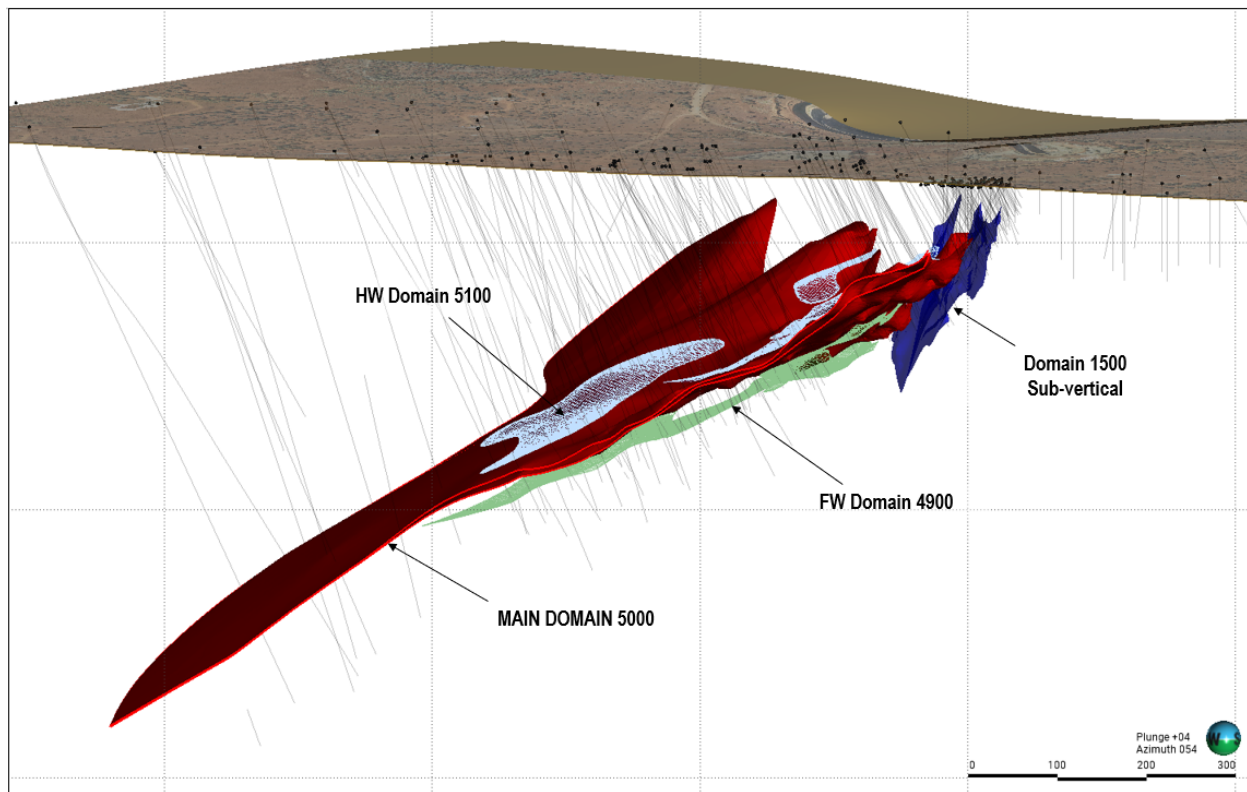 HW Domain 5100
Domain 1500
Sub-vertical
FW Domain 4900
MAIN DOMAIN 5000
Plunge +04
Azimuth 054
W S
0 100 200 300